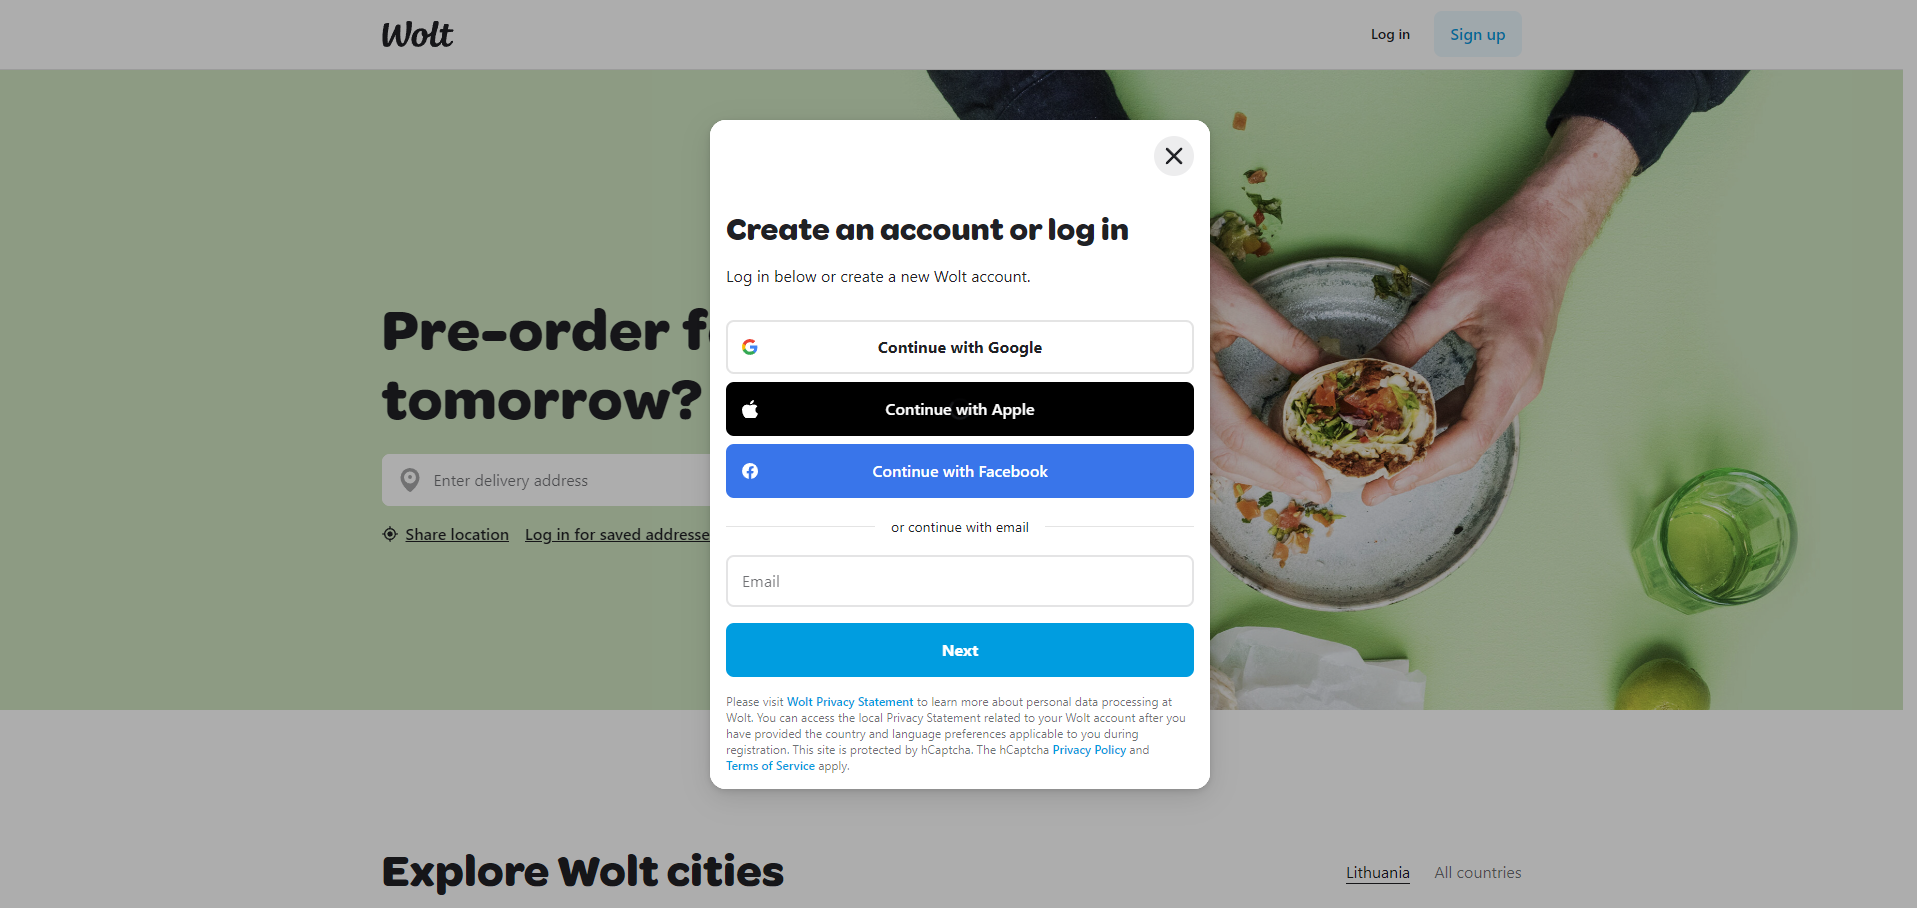 Wolt
Log in
Sign up
Pre-order f
tomorrow?
Enter delivery address
Share location
Log in for saved addresse
Create an account or log in
Log in below or create a new Wolt account.
Continue with Google
Continue with Apple
Continue with Facebook
or continue with email
Email
Next
Please visit Wolt Privacy Statement to learn more about personal data processing at
Wolt. You can access the local Privacy Statement related to your Wolt account after you
have provided the country and language preferences applicable to you during
registration. This site is protected by hCaptcha. The hCaptcha Privacy Policy and
Terms of Service apply.
Explore Wolt cities
Lithuania
All countries